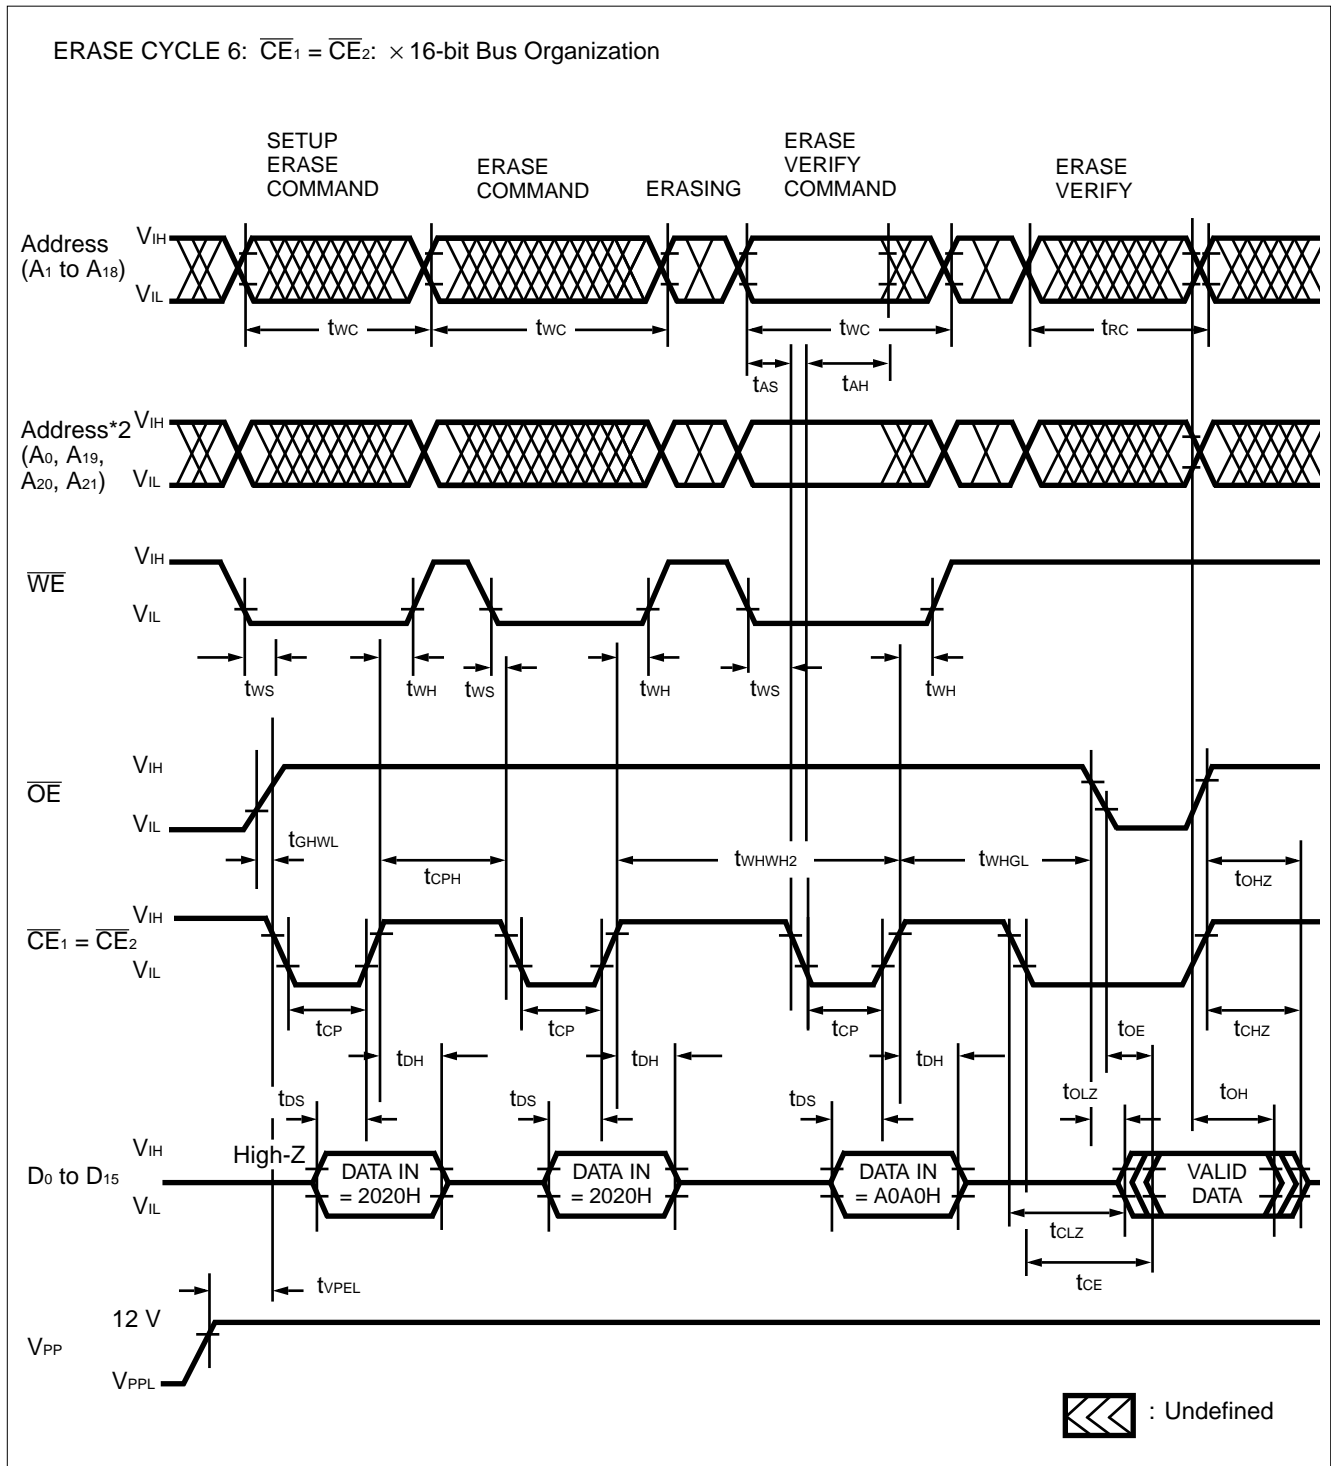 ERASE CYCLE 6: CE1 = CE2: × 16-bit Bus Organization
SETUP
ERASE
COMMAND
ERASE
COMMAND
ERASING
ERASE
VERIFY
COMMAND
ERASE
VERIFY
Address
(A1 to A18)
VIH
VIL
tWC
tWC
tWC
tRC
tAS
tAH
Address*2
(A0, A19,
A20, A21)
VIH
VIL
WE
VIH
VIL
tWS
tWH
tWS
tWH
tWS
tWH
OE
VIH
VIL
tGHWL
tCPH
tWHWH2
tWHGL
tOHZ
CE1 = CE2
VIH
VIL
tCP
tCP
tCP
tOE
tCHZ
tDH
tDH
tDH
tDS
tDS
tDS
tOLZ
tOH
D0 to D15
VIH
VIL
High-Z
DATA IN
= 2020H
DATA IN
= 2020H
DATA IN
= A0A0H
VALID
DATA
tCLZ
tCE
tVPEL
VPP
12 V
VPPL
: Undefined